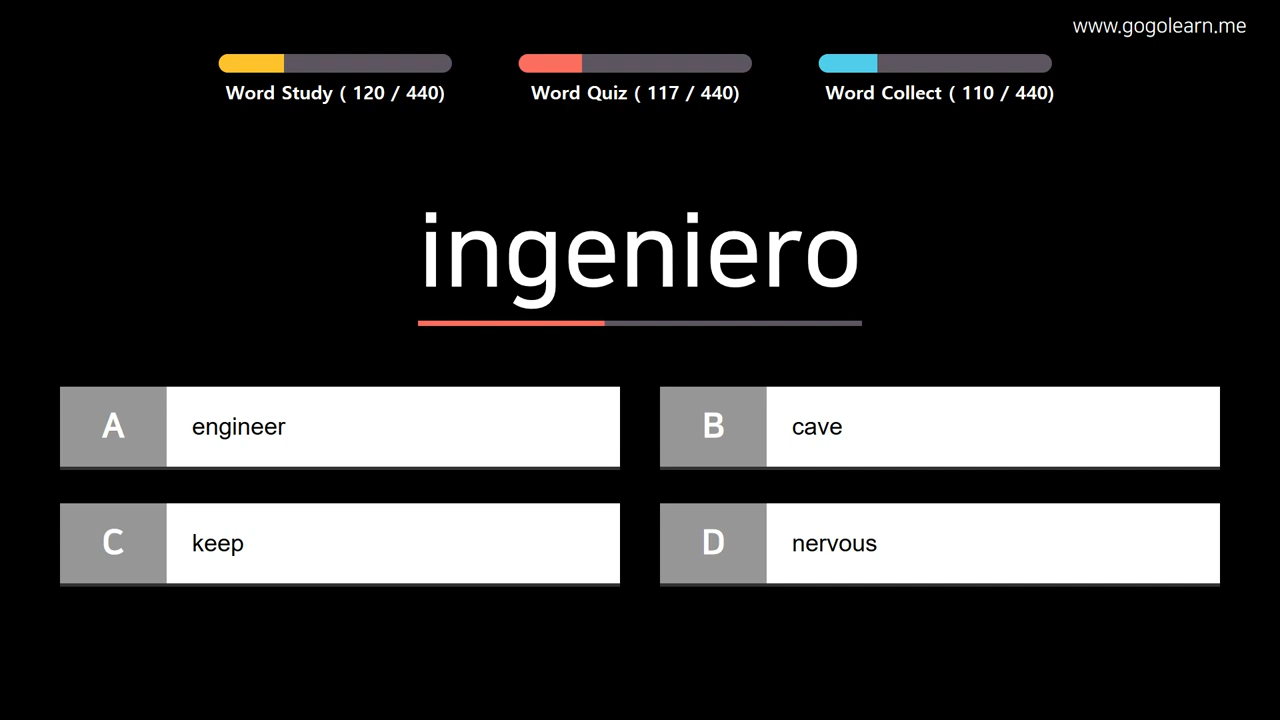 www.gogolearn.me
Word Study ( 120 / 440)
Word Quiz ( 117 / 440)
Word Collect ( 110 / 440)
ingeniero
A engineer
B cave
C keep
D nervous